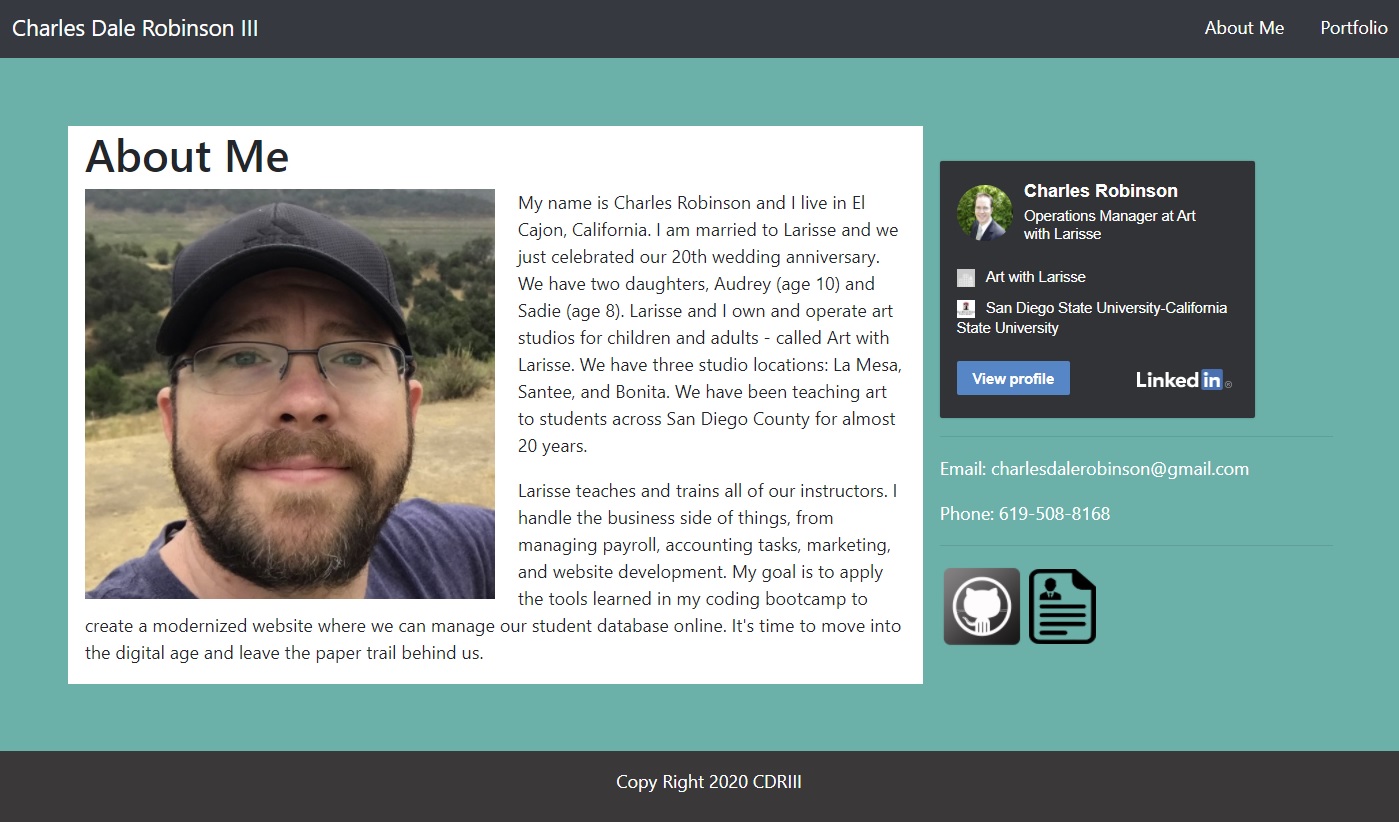 Charles Dale Robinson III
About Me
Portfolio
About Me
My name is Charles Robinson and I live in El
Cajon, California. I am married to Larisse and we
just celebrated our 20th wedding anniversary.
We have two daughters, Audrey (age 10) and
Sadie (age 8). Larisse and I own and operate art
studios for children and adults - called Art with
Larisse. We have three studio locations: La Mesa,
Santee, and Bonita. We have been teaching art
to students across San Diego County for almost
20 years.
Larisse teaches and trains all of our instructors. I
handle the business side of things, from
managing payroll, accounting tasks, marketing,
and website development. My goal is to apply
the tools learned in my coding bootcamp to
create a modernized website where we can manage our student database online. It's time to move into
the digital age and leave the paper trail behind us.
Charles Robinson
Operations Manager at Art
with Larisse
Art with Larisse
San Diego State University-California
State University
View profile
Linked in ®
Email: charlesdalerobinson@gmail.com
Phone: 619-508-8168
Copy Right 2020 CDRIII